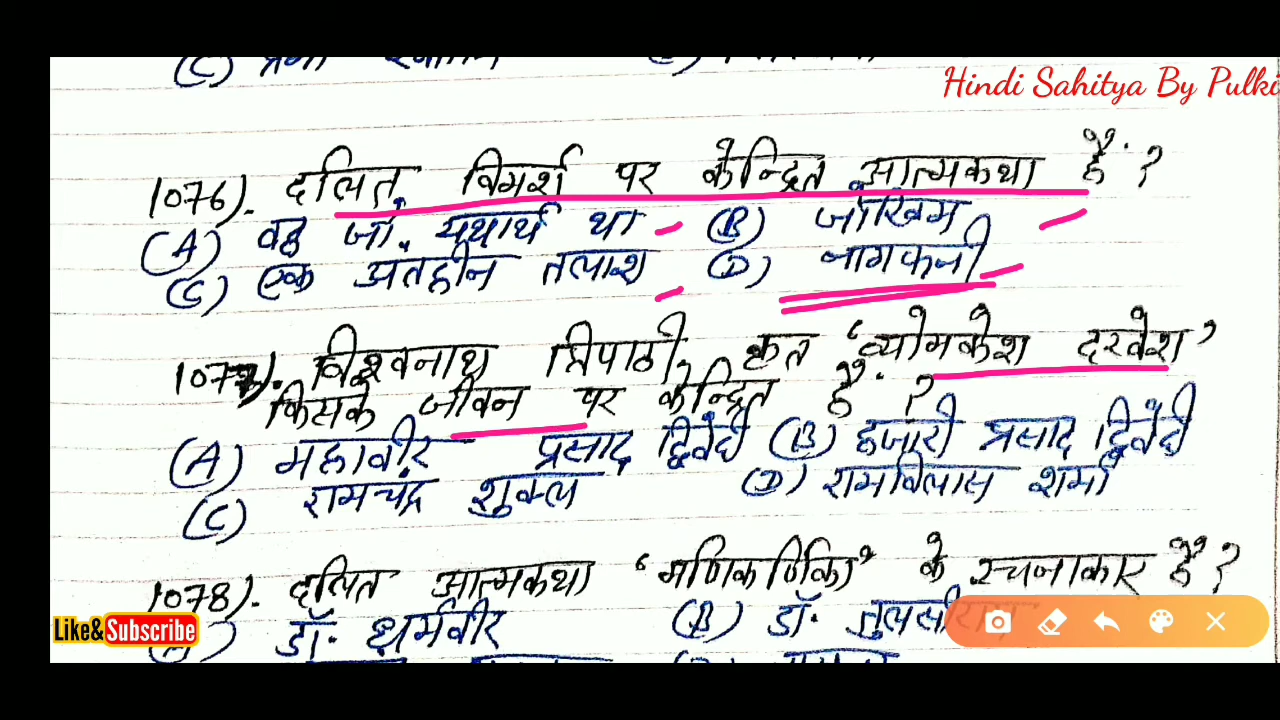 Hindi Sahitya By Pulki
1076). दलित विमर्श पर केन्द्रित आत्मकथा है?
(A) वह जो यथार्थ था (B) जोखिम
(C) एक अंतहीन तलाश (D) नागफनी
1077). विश्वनाथ त्रिपाठी कृत 'व्योमकेश दरवेश'
किसके जीवन पर केन्द्रित है?
(A) महावीर प्रसाद द्विवेदी (B) हजारी प्रसाद द्विवेदी
(C) रामचंद्र शुक्ल (D) रामविलास शर्मा
1078). दलित आत्मकथा 'मणिकर्णिका' के रचनाकार हैं?
डॉ. धर्मवीर (B) डॉ.
Like& Subscribe